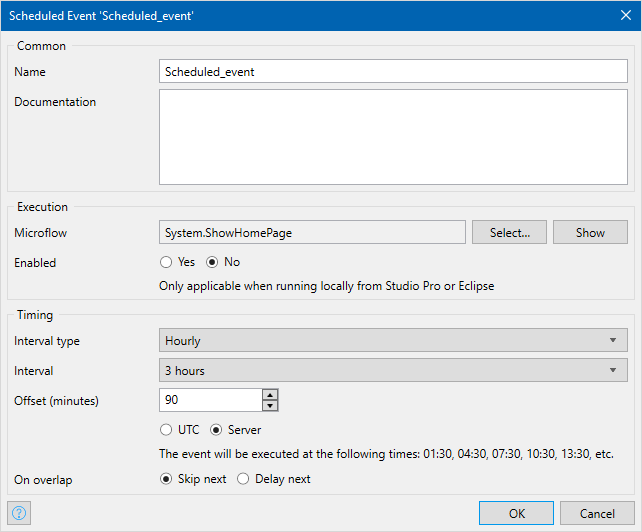 Scheduled Event 'Scheduled_event'
Common
Name Scheduled_event
Documentation
Execution
Microflow System.ShowHomePage Select... Show
Enabled Yes No
Only applicable when running locally from Studio Pro or Eclipse
Timing
Interval type Hourly
Interval 3 hours
Offset (minutes) 90
UTC Server
The event will be executed at the following times: 01:30, 04:30, 07:30, 10:30, 13:30, etc.
On overlap Skip next Delay next
? OK Cancel